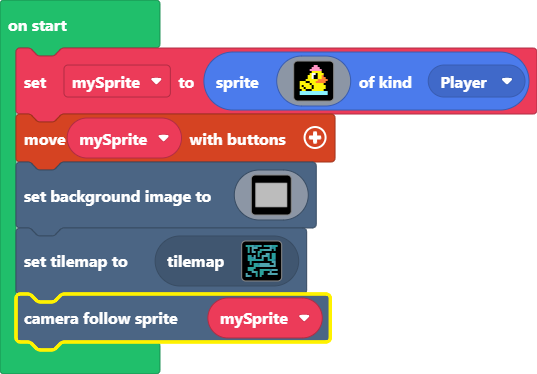 on start
set mySprite to sprite of kind Player
move mySprite with buttons
set background image to
set tilemap to tilemap
camera follow sprite mySprite